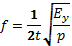 f = 1/2t √(E_y/p)